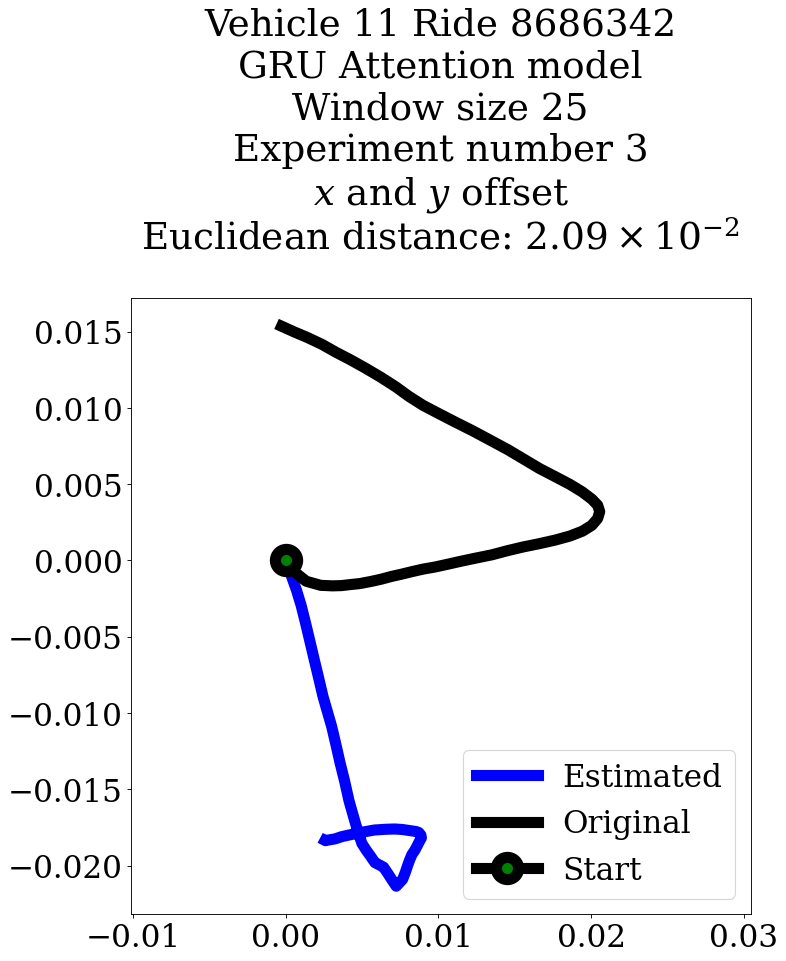 Vehicle 11 Ride 8686342
GRU Attention model
Window size 25
Experiment number 3
x and y offset
Euclidean distance: 2.09 × 10⁻²
0.015
0.010
0.005
0.000
−0.005
−0.010
−0.015
−0.020
Estimated
Original
Start
−0.01 0.00 0.01 0.02 0.03